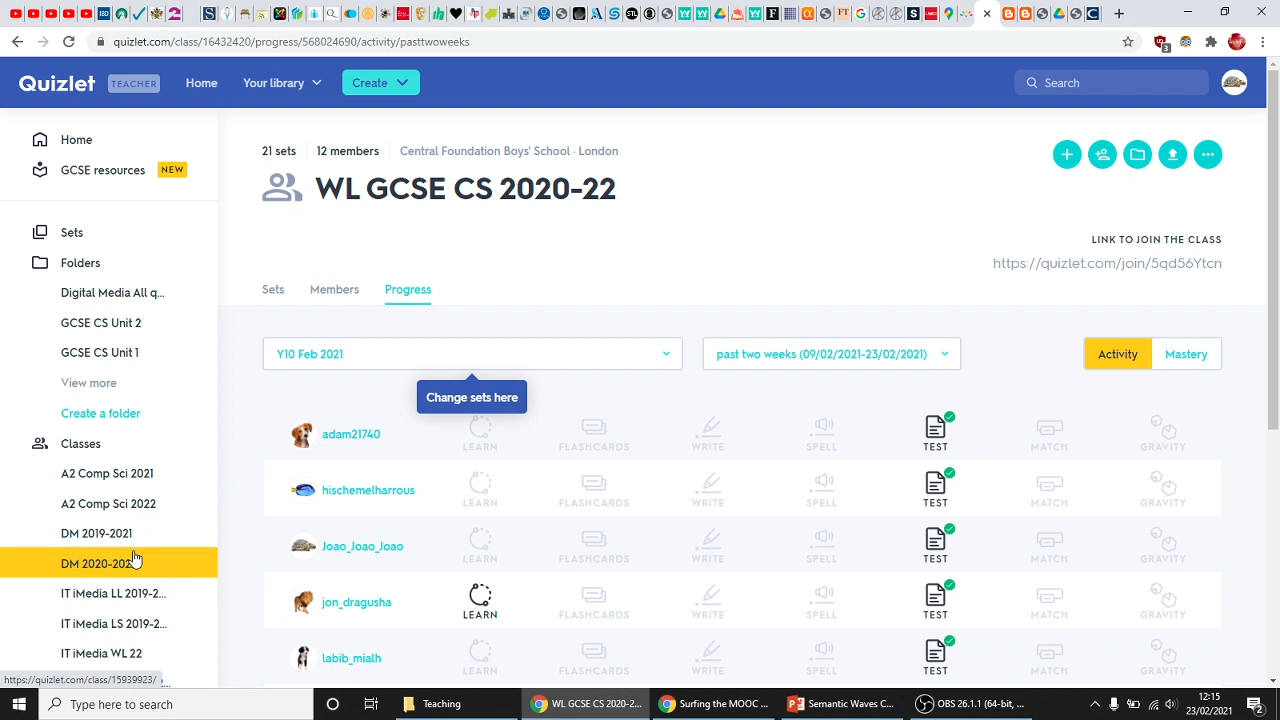 quizlet.com/class/16432420/progress/568024690/activity/pasttwoweeks
3
Quizlet TEACHER Home Your library Create Search
Home
GCSE resources NEW
Sets
Folders
Digital Media All q...
GCSE CS Unit 2
GCSE CS Unit 1
View more
Create a folder
Classes
A2 Comp Sci 2021
A2 Comp Sci 2022
DM 2019-2021
DM 2020-202
IT iMedia LL 2019-2...
IT iMedia LS 2019-2...
IT iMedia WL 22
21 sets 12 members Central Foundation Boys' School · London
WL GCSE CS 2020-22
LINK TO JOIN THE CLASS
https://quizlet.com/join/5qd56Ytcn
Sets Members Progress
Y10 Feb 2021 past two weeks (09/02/2021-23/02/2021) Activity Mastery
Change sets here
adam21740 LEARN FLASHCARDS WRITE SPELL TEST MATCH GRAVITY
hischemelharrous LEARN FLASHCARDS WRITE SPELL TEST MATCH GRAVITY
Joao_Joao_Joao LEARN FLASHCARDS WRITE SPELL TEST MATCH GRAVITY
jon_dragusha LEARN FLASHCARDS WRITE SPELL TEST MATCH GRAVITY
labib_mialh LEARN FLASHCARDS WRITE SPELL TEST MATCH GRAVITY
Type here to search Teaching WL GCSE CS 2020-2... Surfing the MOOC ... Semantic Waves C... OBS 26.1.1 (64-bit, ... 12:15
23/02/2021 2